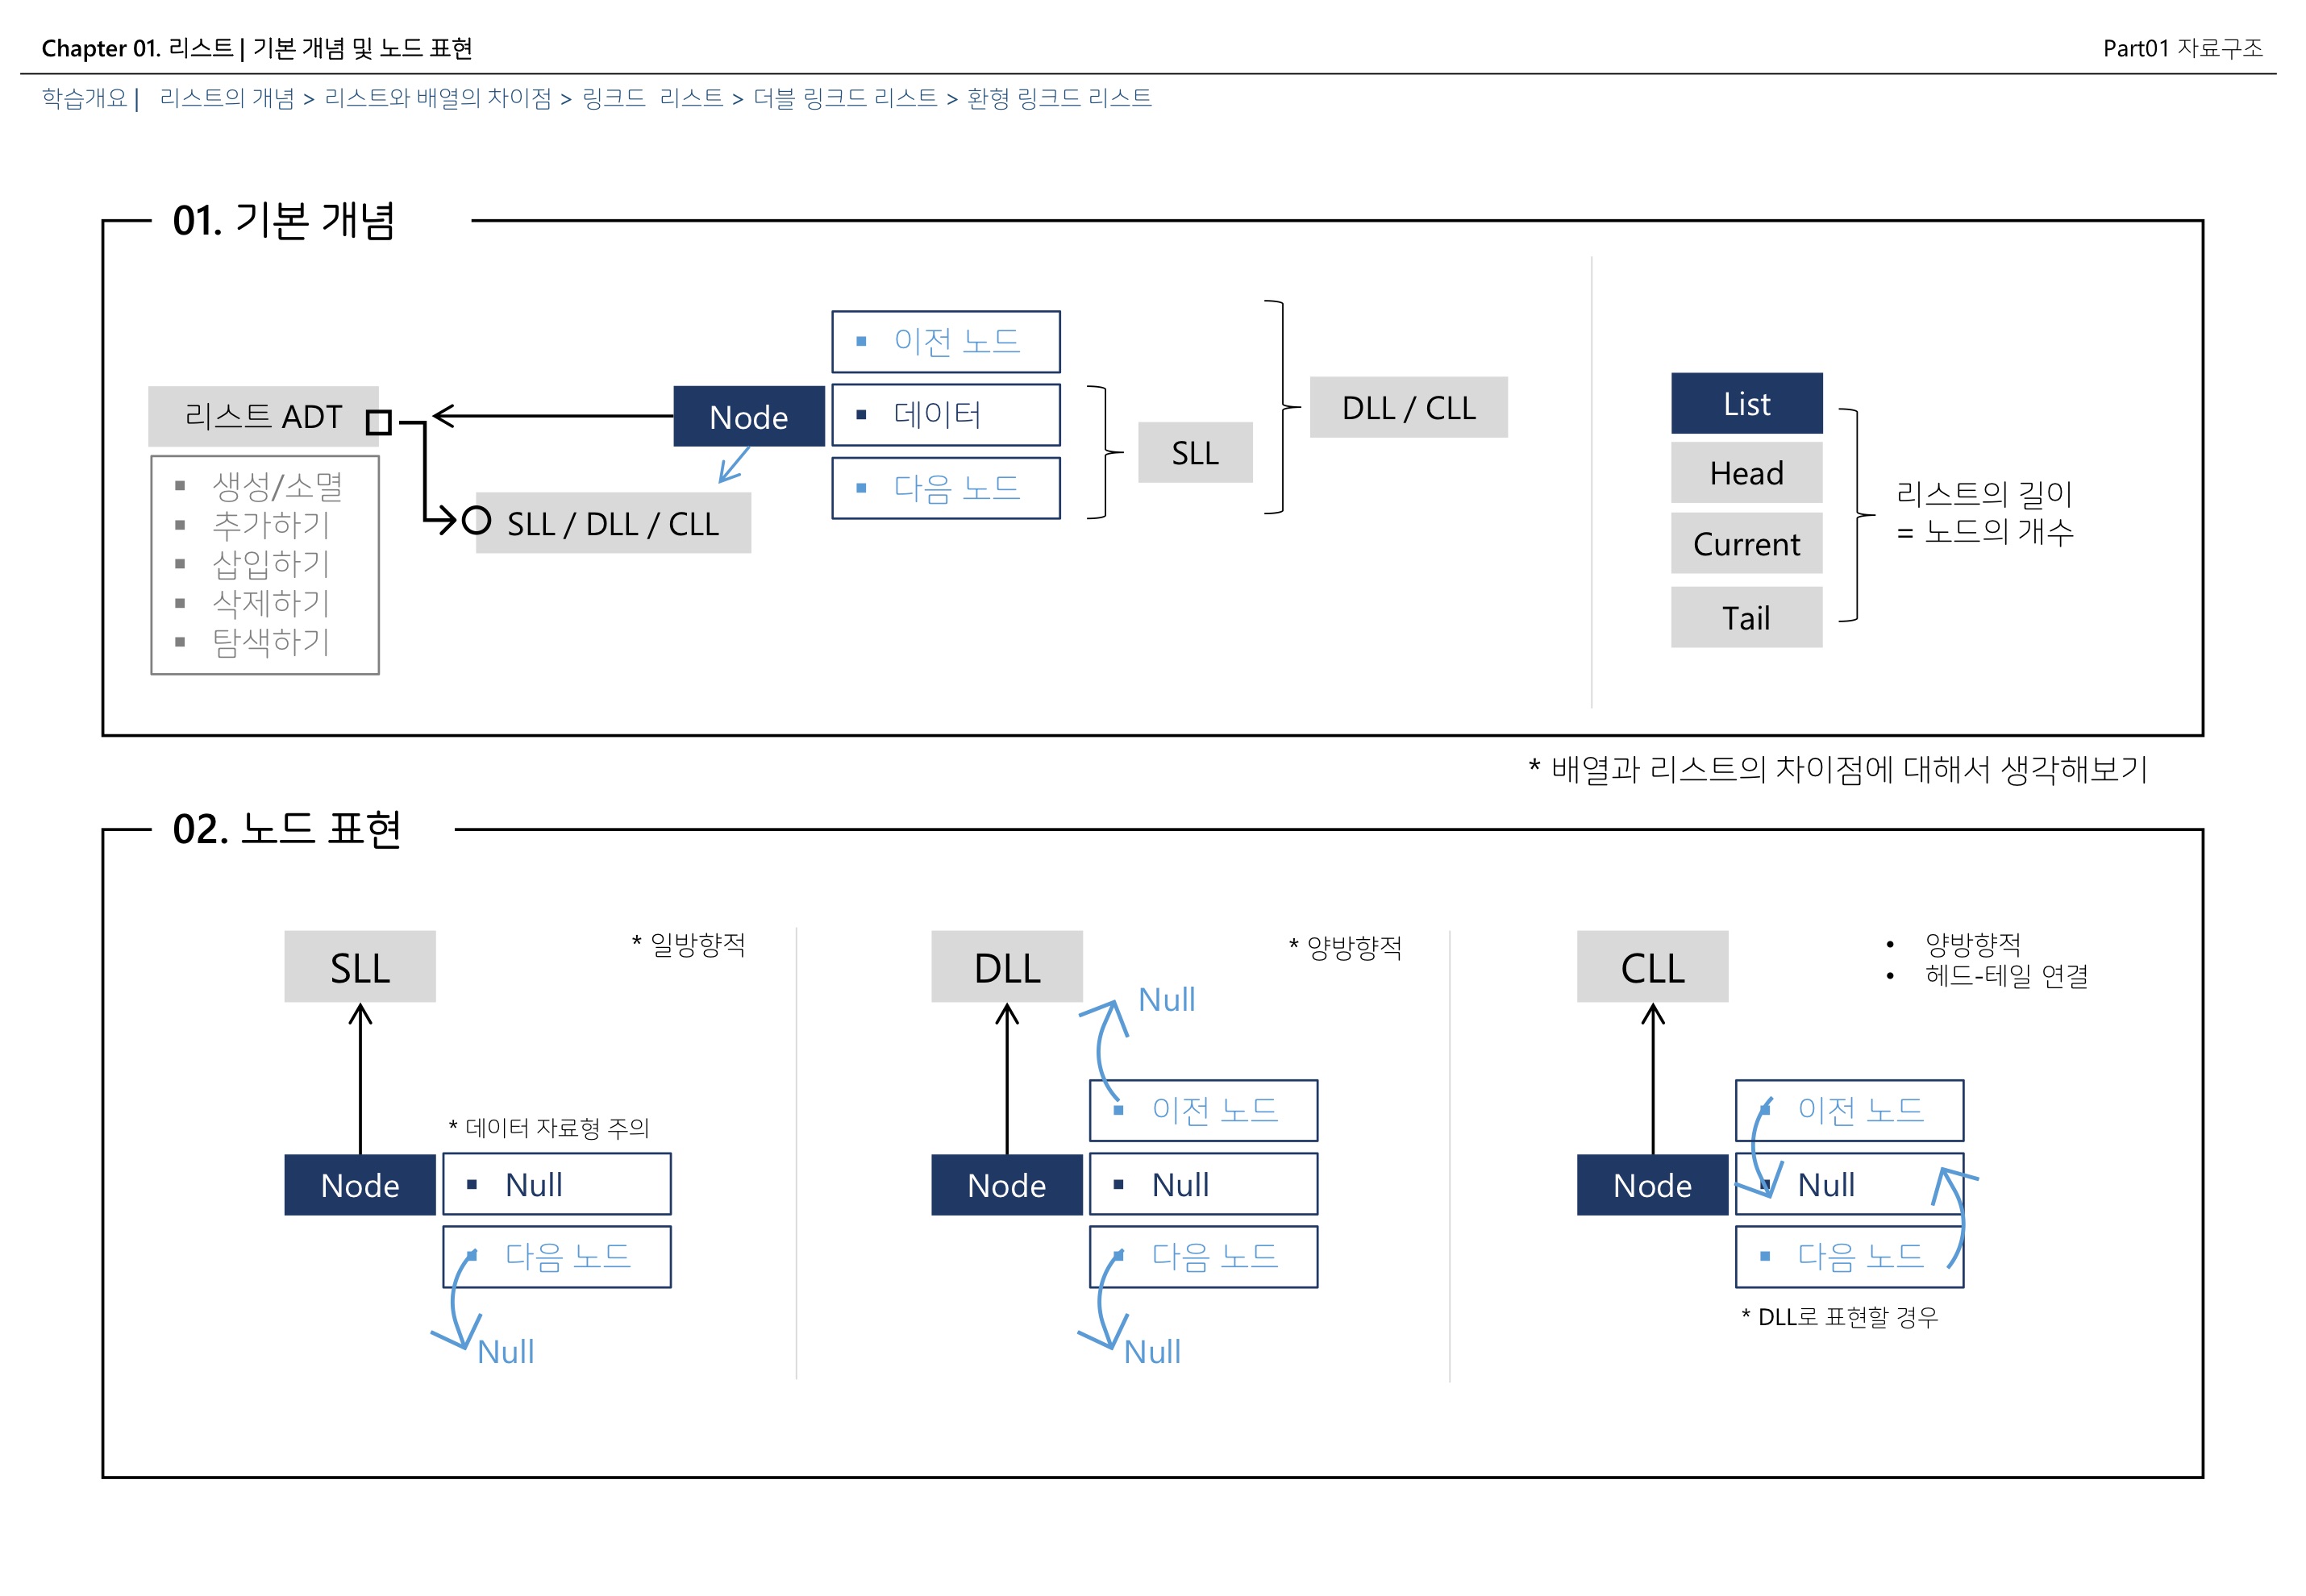 Chapter 01. 리스트 | 기본 개념 및 노드 표현
Part01 자료구조
학습개요 | 리스트의 개념 > 리스트와 배열의 차이점 > 링크드 리스트 > 더블 링크드 리스트 > 환형 링크드 리스트
01. 기본 개념
리스트 ADT
▪ 생성/소멸
▪ 추가하기
▪ 삽입하기
▪ 삭제하기
▪ 탐색하기
Node
SLL / DLL / CLL
▪ 이전 노드
▪ 데이터
▪ 다음 노드
SLL
DLL / CLL
List
Head
Current
Tail
리스트의 길이
= 노드의 개수
* 배열과 리스트의 차이점에 대해서 생각해보기
02. 노드 표현
SLL
* 일방향적
* 데이터 자료형 주의
Node
▪ Null
▪ 다음 노드
Null
DLL
* 양방향적
Null
▪ 이전 노드
Node
▪ Null
▪ 다음 노드
Null
CLL
• 양방향적
• 헤드-테일 연결
▪ 이전 노드
Node
▪ Null
▪ 다음 노드
* DLL로 표현할 경우